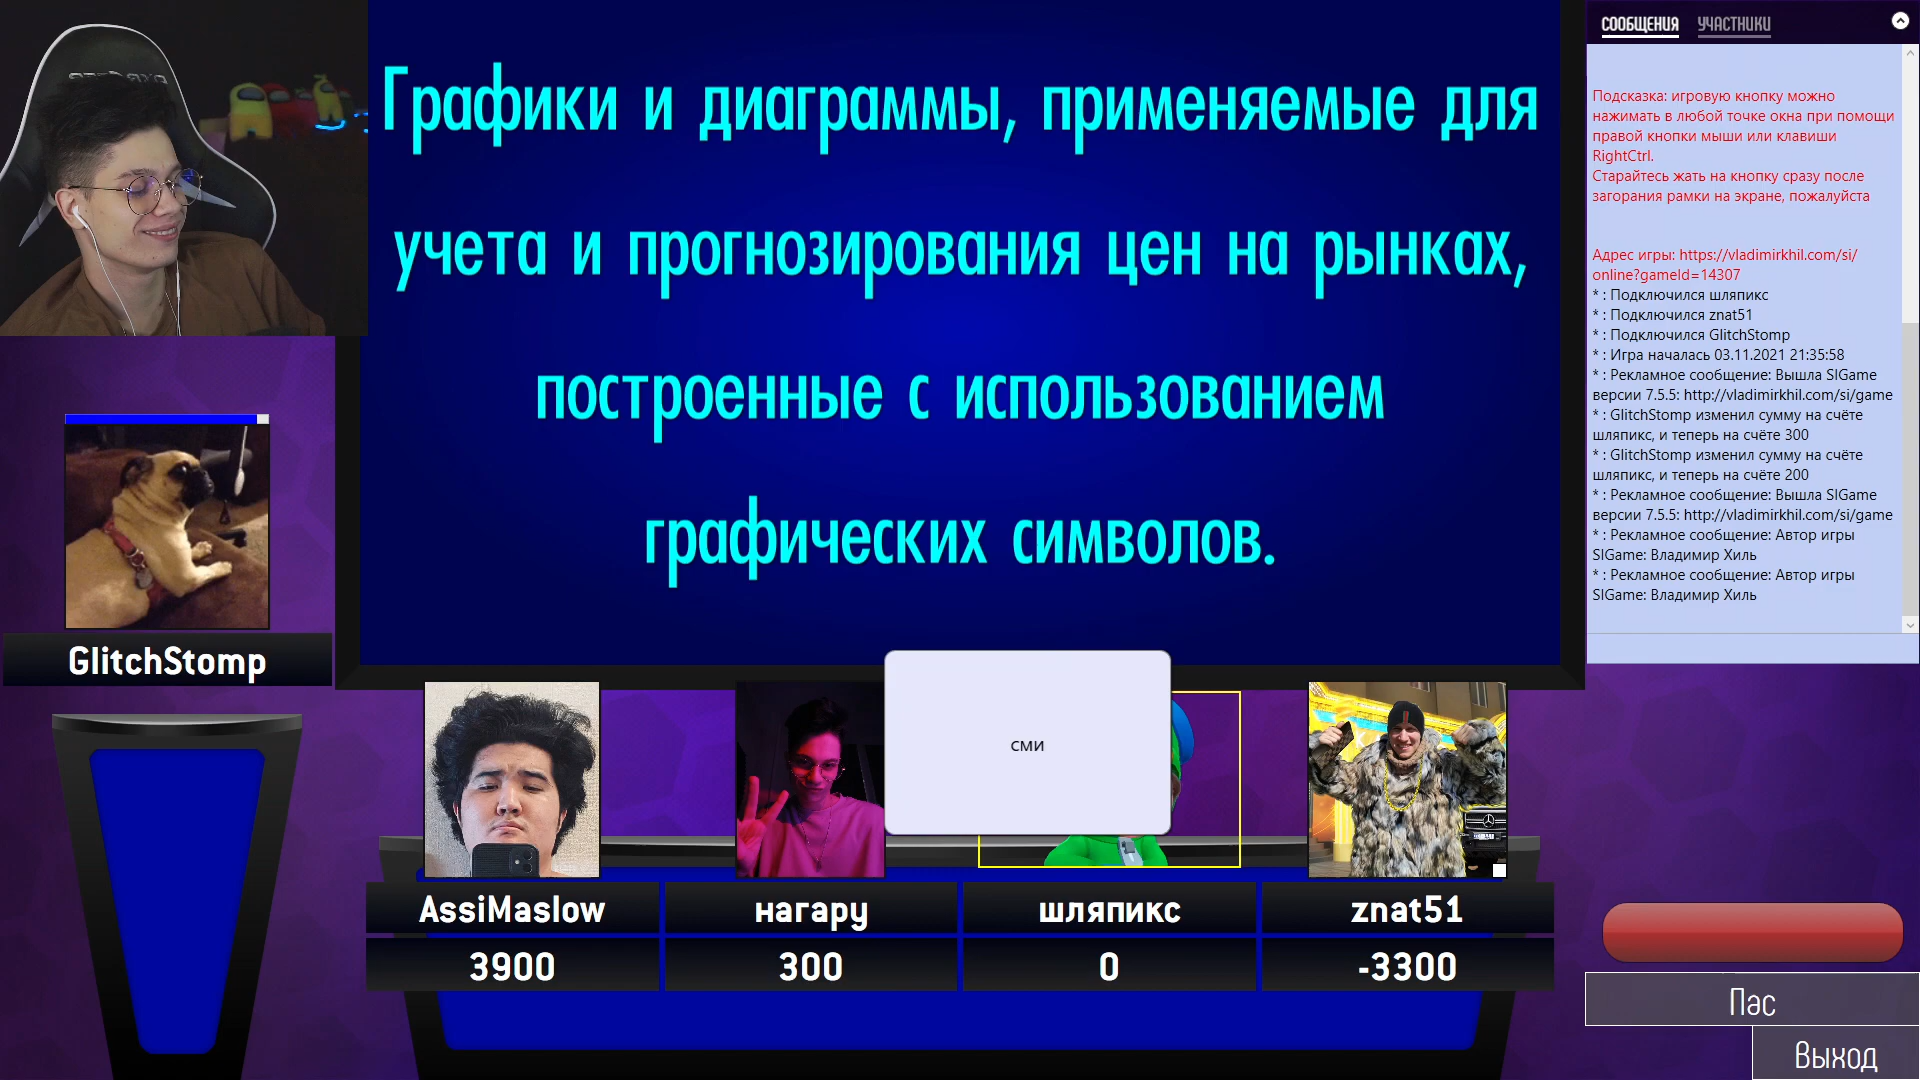 Графики и диаграммы, применяемые для
учета и прогнозирования цен на рынках,
построенные с использованием
графических символов.
СООБЩЕНИЯ УЧАСТНИКИ
Подсказка: игровую кнопку можно
нажимать в любой точке окна при помощи
правой кнопки мыши или клавиши
RightCtrl.
Старайтесь жать на кнопку сразу после
загорания рамки на экране, пожалуйста
Адрес игры: https://vladimirkhil.com/si/
online?gameId=14307
* : Подключился шляпикс
* : Подключился znat51
* : Подключился GlitchStomp
* : Игра началась 03.11.2021 21:35:58
* : Рекламное сообщение: Вышла SIGame
версии 7.5.5: http://vladimirkhil.com/si/game
* : GlitchStomp изменил сумму на счёте
шляпикс, и теперь на счёте 300
* : GlitchStomp изменил сумму на счёте
шляпикс, и теперь на счёте 200
* : Рекламное сообщение: Вышла SIGame
версии 7.5.5: http://vladimirkhil.com/si/game
* : Рекламное сообщение: Автор игры
SIGame: Владимир Хиль
* : Рекламное сообщение: Автор игры
SIGame: Владимир Хиль
GlitchStomp
сми
AssiMaslow нагару шляпикс znat51
3900 300 0 -3300
Пас
Выход